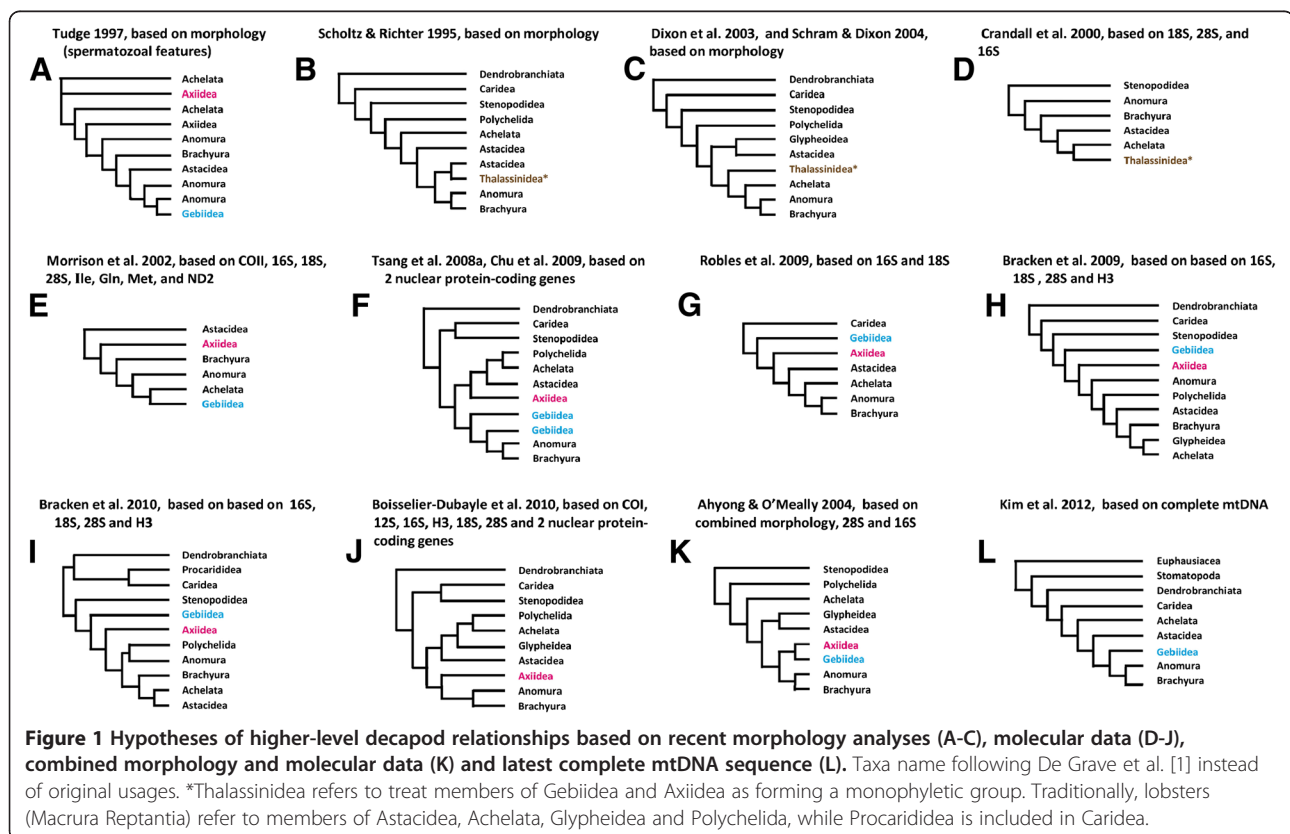 Tudge 1997, based on morphology
(spermatozoal features)
A
Achelata
Axiidea
Achelata
Axiidea
Anomura
Brachyura
Astacidea
Anomura
Anomura
Gebiidea
Scholtz & Richter 1995, based on morphology
B
Dendrobranchiata
Caridea
Stenopodidea
Polychelida
Achelata
Astacidea
Astacidea
Thalassinidea*
Anomura
Brachyura
Dixon et al. 2003, and Schram & Dixon 2004,
based on morphology
C
Dendrobranchiata
Caridea
Stenopodidea
Polychelida
Glypheoidea
Astacidea
Thalassinidea*
Achelata
Anomura
Brachyura
Crandall et al. 2000, based on 18S, 28S, and
16S
D
Stenopodidea
Anomura
Brachyura
Astacidea
Achelata
Thalassinidea*
Morrison et al. 2002, based on COII, 16S, 18S,
28S, Ile, Gln, Met, and ND2
E
Astacidea
Axiidea
Brachyura
Anomura
Achelata
Gebiidea
Tsang et al. 2008a, Chu et al. 2009, based on
2 nuclear protein-coding genes
F
Dendrobranchiata
Caridea
Stenopodidea
Polychelida
Achelata
Astacidea
Axiidea
Gebiidea
Gebiidea
Anomura
Brachyura
Robles et al. 2009, based on 16S and 18S
G
Caridea
Gebiidea
Axiidea
Astacidea
Achelata
Anomura
Brachyura
Bracken et al. 2009, based on based on 16S,
18S , 28S and H3
H
Dendrobranchiata
Caridea
Stenopodidea
Gebiidea
Axiidea
Anomura
Polychelida
Astacidea
Brachyura
Glypheidea
Achelata
Bracken et al. 2010, based on based on 16S,
18S, 28S and H3
I
Dendrobranchiata
Procarididea
Caridea
Stenopodidea
Gebiidea
Axiidea
Polychelida
Anomura
Brachyura
Achelata
Astacidea
Boisselier-Dubayle et al. 2010, based on COI,
12S, 16S, H3, 18S, 28S and 2 nuclear protein-
coding genes
J
Dendrobranchiata
Caridea
Stenopodidea
Polychelida
Achelata
Glypheidea
Astacidea
Axiidea
Anomura
Brachyura
Ahyong & O'Meally 2004, based on
combined morphology, 28S and 16S
K
Stenopodidea
Polychelida
Achelata
Glypheidea
Astacidea
Axiidea
Gebiidea
Anomura
Brachyura
Kim et al. 2012, based on complete mtDNA
L
Euphausiacea
Stomatopoda
Dendrobranchiata
Caridea
Achelata
Astacidea
Gebiidea
Anomura
Brachyura
Figure 1 Hypotheses of higher-level decapod relationships based on recent morphology analyses (A-C), molecular data (D-J),
combined morphology and molecular data (K) and latest complete mtDNA sequence (L). Taxa name following De Grave et al. [1] instead
of original usages. *Thalassinidea refers to treat members of Gebiidea and Axiidea as forming a monophyletic group. Traditionally, lobsters
(Macrura Reptantia) refer to members of Astacidea, Achelata, Glypheidea and Polychelida, while Procarididea is included in Caridea.